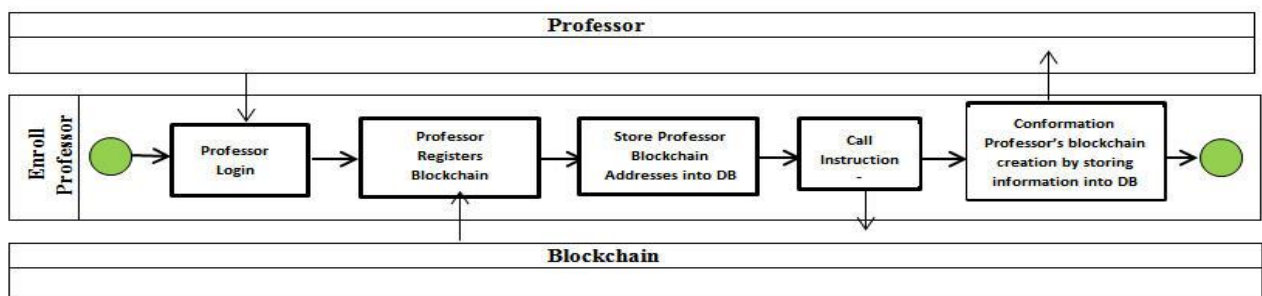 Professor
Enroll
Professor
Professor
Login
Professor
Registers
Blockchain
Store Professor
Blockchain
Addresses into DB
Call
Instruction
-
Conformation
Professor's blockchain
creation by storing
information into DB
Blockchain